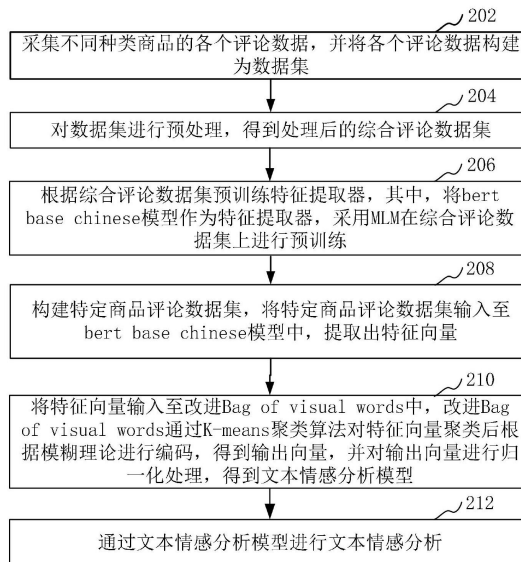 202
采集不同种类商品的各个评论数据，并将各个评论数据构建
为数据集
204
对数据集进行预处理，得到处理后的综合评论数据集
206
根据综合评论数据集预训练特征提取器，其中，将bert
base chinese模型作为特征提取器，采用MLM在综合评论数
据集上进行预训练
208
构建特定商品评论数据集，将特定商品评论数据集输入至
bert base chinese模型中，提取出特征向量
210
将特征向量输入至改进Bag of visual words中，改进Bag
of visual words通过K-means聚类算法对特征向量聚类后根
据模糊理论进行编码，得到输出向量，并对输出向量进行归
一化处理，得到文本情感分析模型
212
通过文本情感分析模型进行文本情感分析